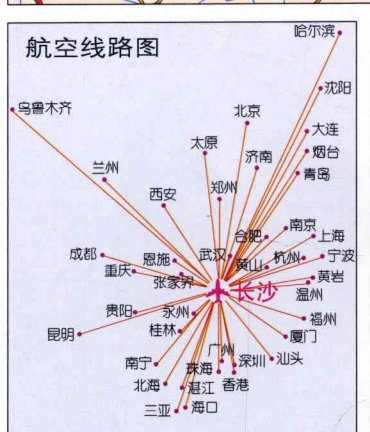 航空线路图
哈尔滨
沈阳
乌鲁木齐
北京
大连
太原
烟台
济南
兰州
青岛
郑州
西安
南京
合肥
上海
武汉
成都
恩施
杭州
宁波
黄山
重庆
张家界
黄岩
长沙
温州
贵阳
永州
福州
昆明
桂林
厦门
广州
南宁
珠海
深圳
汕头
北海
湛江
香港
三亚
海口